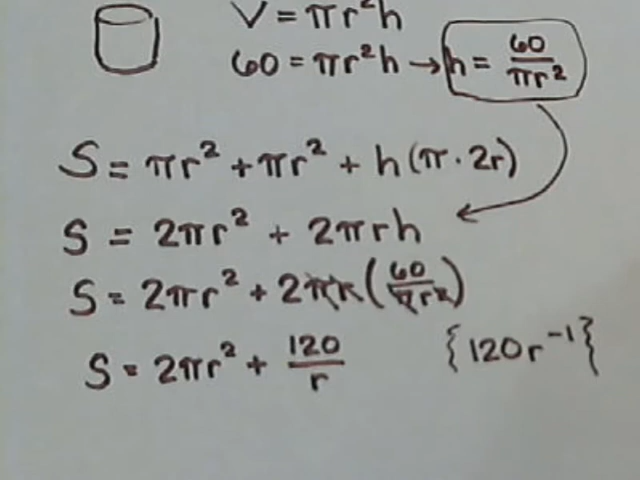 V = πr²h
60 = πr²h → h = 60/πr²
S = πr² + πr² + h(π · 2r)
S = 2πr² + 2πrh
S = 2πr² + 2πr(60/πr²)
S = 2πr² + 120/r {120r⁻¹}